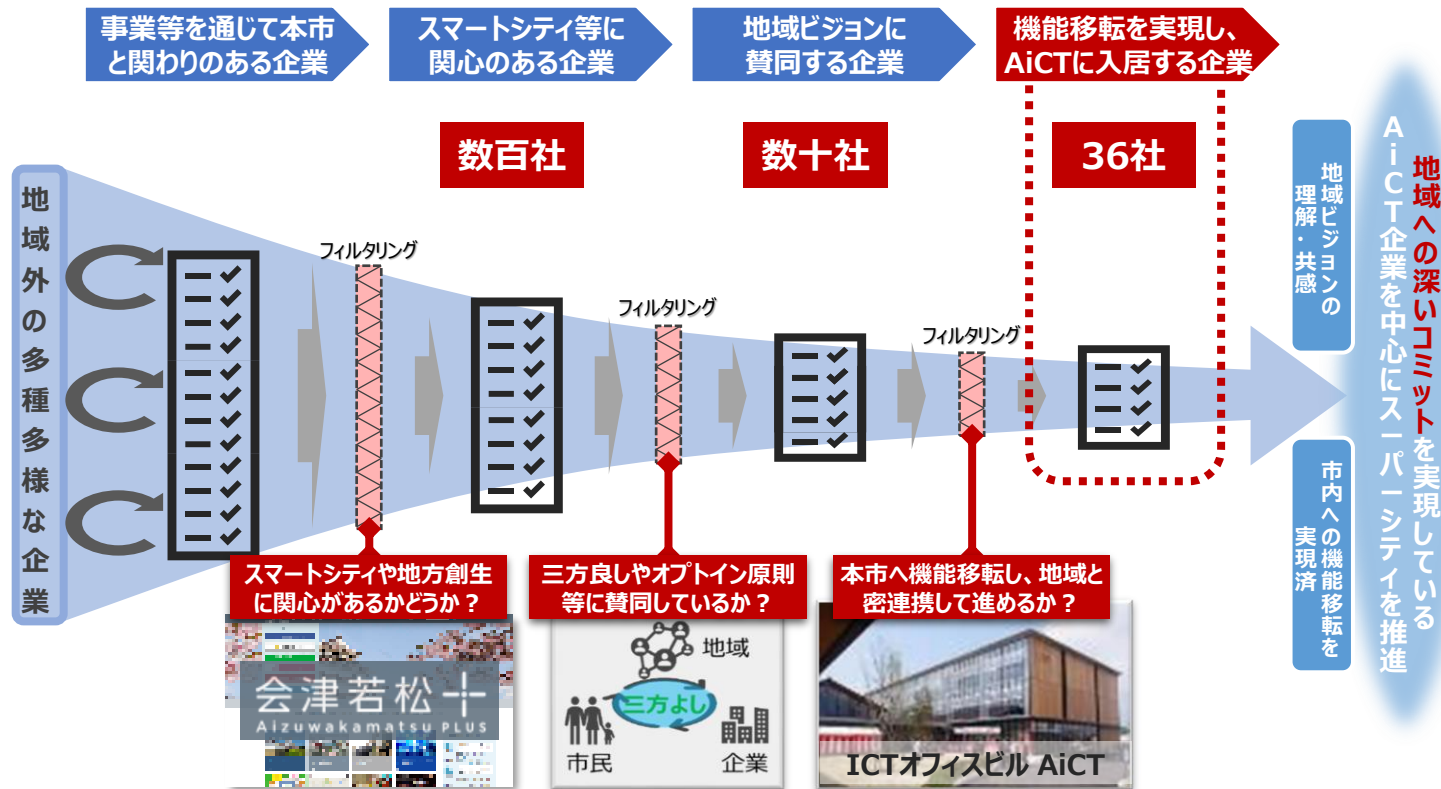 事業等を通じて本市
と関わりのある企業
スマートシティ等に
関心のある企業
地域ビジョンに
賛同する企業
機能移転を実現し、
AiCTに入居する企業
数百社
数十社
36社
地域外の多種多様な企業
フィルタリング
フィルタリング
フィルタリング
地域ビジョンの
理解・共感
市内への機能移転を
実現済
地域への深いコミットを実現している
AiCT企業を中心にスーパーシティを推進
スマートシティや地方創生
に関心があるかどうか？
三方良しやオプトイン原則
等に賛同しているか？
本市へ機能移転し、地域と
密連携して進めるか？
会津若松+
Aizuwakamatsu PLUS
地域
三方よし
市民
企業
ICTオフィスビル AiCT